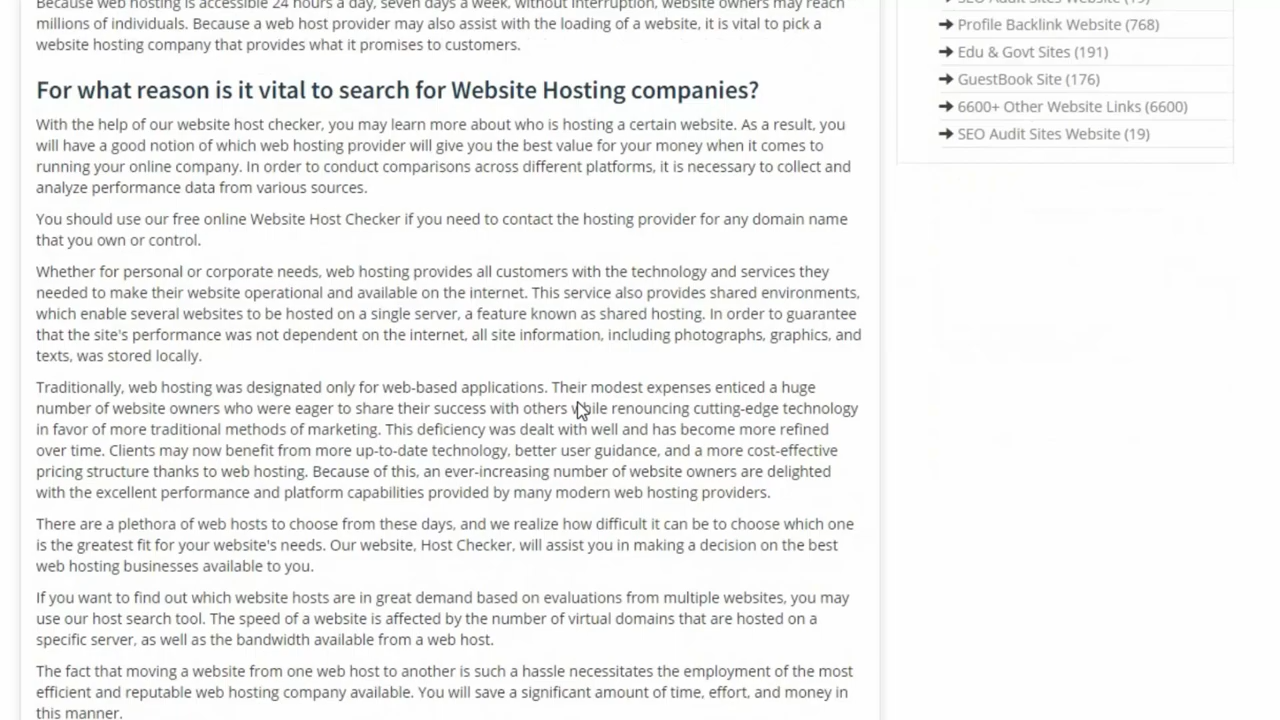 Because web hosting is accessible 24 hours a day, seven days a week, without interruption, website owners may reach
millions of individuals. Because a web host provider may also assist with the loading of a website, it is vital to pick a
website hosting company that provides what it promises to customers.
For what reason is it vital to search for Website Hosting companies?
With the help of our website host checker, you may learn more about who is hosting a certain website. As a result, you
will have a good notion of which web hosting provider will give you the best value for your money when it comes to
running your online company. In order to conduct comparisons across different platforms, it is necessary to collect and
analyze performance data from various sources.
You should use our free online Website Host Checker if you need to contact the hosting provider for any domain name
that you own or control.
Whether for personal or corporate needs, web hosting provides all customers with the technology and services they
needed to make their website operational and available on the internet. This service also provides shared environments,
which enable several websites to be hosted on a single server, a feature known as shared hosting. In order to guarantee
that the site's performance was not dependent on the internet, all site information, including photographs, graphics, and
texts, was stored locally.
Traditionally, web hosting was designated only for web-based applications. Their modest expenses enticed a huge
number of website owners who were eager to share their success with others while renouncing cutting-edge technology
in favor of more traditional methods of marketing. This deficiency was dealt with well and has become more refined
over time. Clients may now benefit from more up-to-date technology, better user guidance, and a more cost-effective
pricing structure thanks to web hosting. Because of this, an ever-increasing number of website owners are delighted
with the excellent performance and platform capabilities provided by many modern web hosting providers.
There are a plethora of web hosts to choose from these days, and we realize how difficult it can be to choose which one
is the greatest fit for your website's needs. Our website, Host Checker, will assist you in making a decision on the best
web hosting businesses available to you.
If you want to find out which website hosts are in great demand based on evaluations from multiple websites, you may
use our host search tool. The speed of a website is affected by the number of virtual domains that are hosted on a
specific server, as well as the bandwidth available from a web host.
The fact that moving a website from one web host to another is such a hassle necessitates the employment of the most
efficient and reputable web hosting company available. You will save a significant amount of time, effort, and money in
this manner.
SEO Audit Sites Website (19)
Profile Backlink Website (768)
Edu & Govt Sites (191)
GuestBook Site (176)
6600+ Other Website Links (6600)
SEO Audit Sites Website (19)